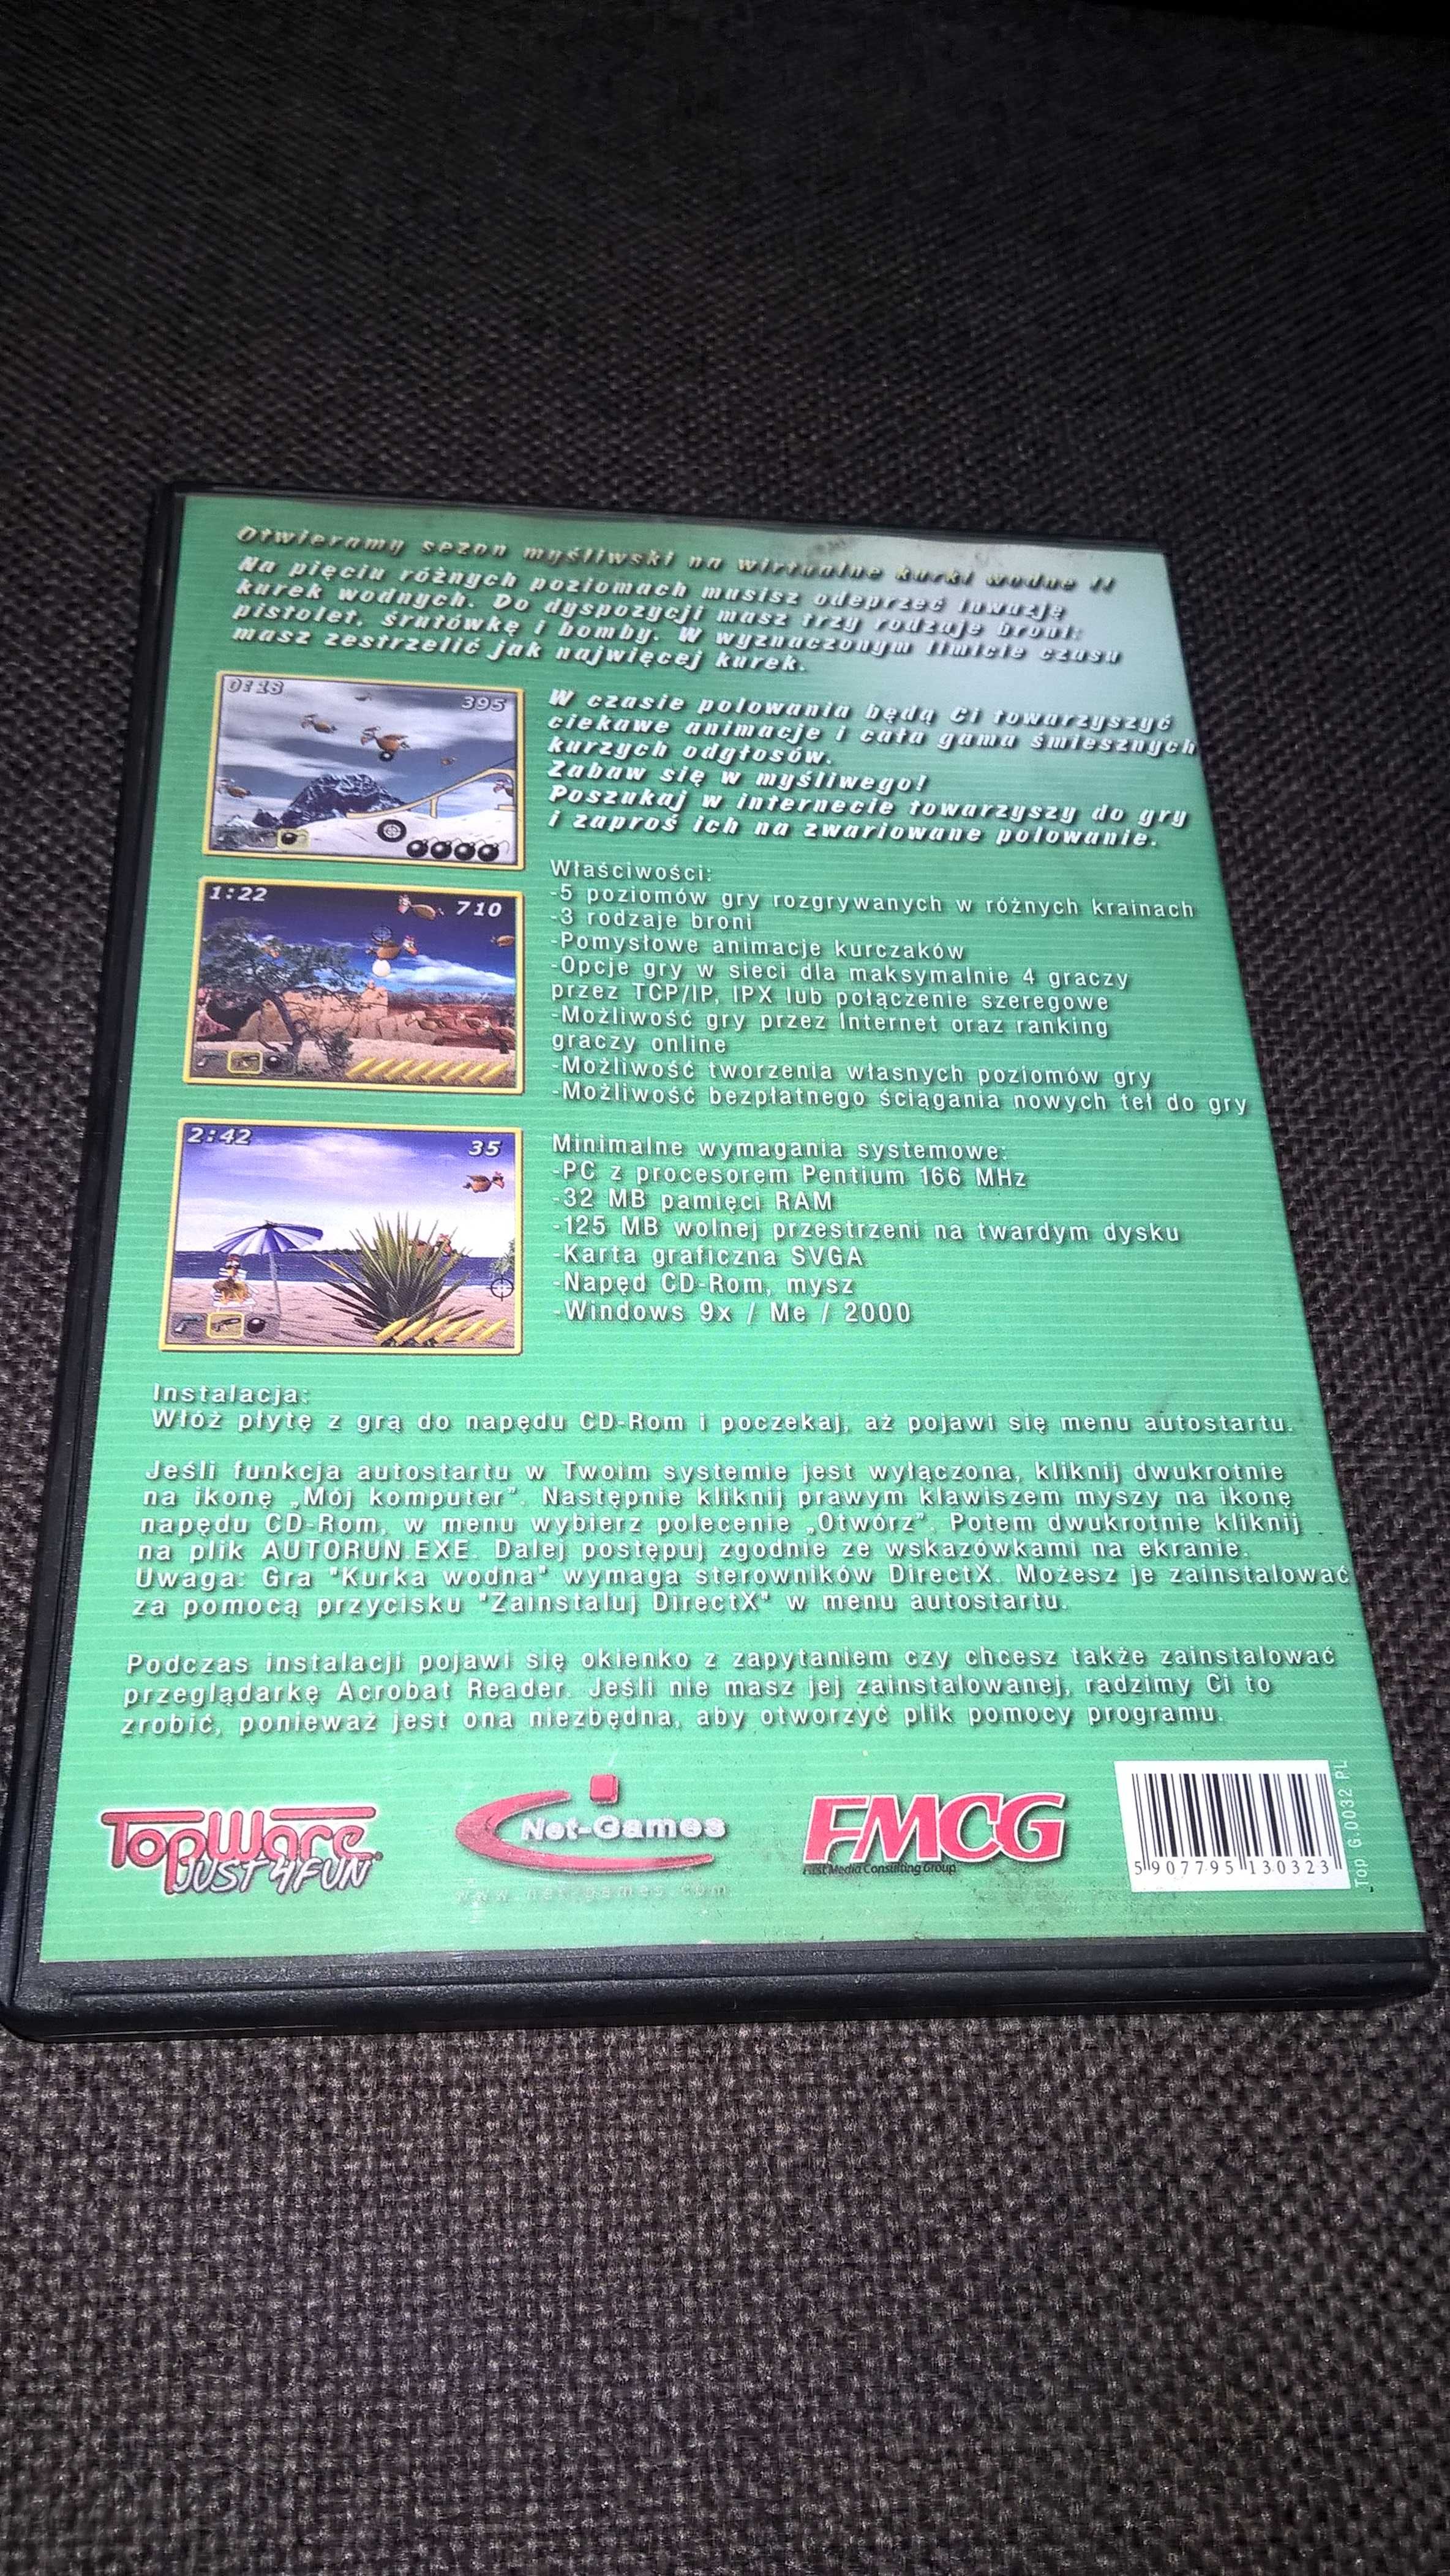 Otwieramy sezon myśliwski na wirtualne kurki wodne !!
Na pięciu różnych poziomach musisz odeprzeć inwazję
kurek wodnych. Do dyspozycji masz trzy rodzaje broni:
pistolet, śrutówkę i bomby. W wyznaczonym limicie czasu
masz zestrzelić jak najwięcej kurek.
0:18
395
W czasie polowania będą Ci towarzyszyć
ciekawe animacje i cała gama śmiesznych
kurzych odgłosów.
Zabaw się w myśliwego!
Poszukaj w internecie towarzyszy do gry
i zaproś ich na zwariowane polowanie.
1:22
710
Właściwości:
-5 poziomów gry rozgrywanych w różnych krainach
-3 rodzaje broni
-Pomysłowe animacje kurczaków
-Opcje gry w sieci dla maksymalnie 4 graczy
przez TCP/IP, IPX lub połączenie szeregowe
-Możliwość gry przez Internet oraz ranking
graczy online
-Możliwość tworzenia własnych poziomów gry
-Możliwość bezpłatnego ściągania nowych teł do gry
2:42
35
Minimalne wymagania systemowe:
-PC z procesorem Pentium 166 MHz
-32 MB pamięci RAM
-125 MB wolnej przestrzeni na twardym dysku
-Karta graficzna SVGA
-Napęd CD-Rom, mysz
-Windows 9x / Me / 2000
Instalacja:
Włóż płytę z grą do napędu CD-Rom i poczekaj, aż pojawi się menu autostartu.
Jeśli funkcja autostartu w Twoim systemie jest wyłączona, kliknij dwukrotnie
na ikonę „Mój komputer”. Następnie kliknij prawym klawiszem myszy na ikonę
napędu CD-Rom, w menu wybierz polecenie „Otwórz”. Potem dwukrotnie kliknij
na plik AUTORUN.EXE. Dalej postępuj zgodnie ze wskazówkami na ekranie.
Uwaga: Gra "Kurka wodna" wymaga sterowników DirectX. Możesz je zainstalować
za pomocą przycisku "Zainstaluj DirectX" w menu autostartu.
Podczas instalacji pojawi się okienko z zapytaniem czy chcesz także zainstalować
przeglądarkę Acrobat Reader. Jeśli nie masz jej zainstalowanej, radzimy Ci to
zrobić, ponieważ jest ona niezbędna, aby otworzyć plik pomocy programu.
TopWare
JUST 4FUN
Net-Games
www.net-games.com
FMCG
Fast Media Consulting Group
5 907795 130323
Top G.0032 PL